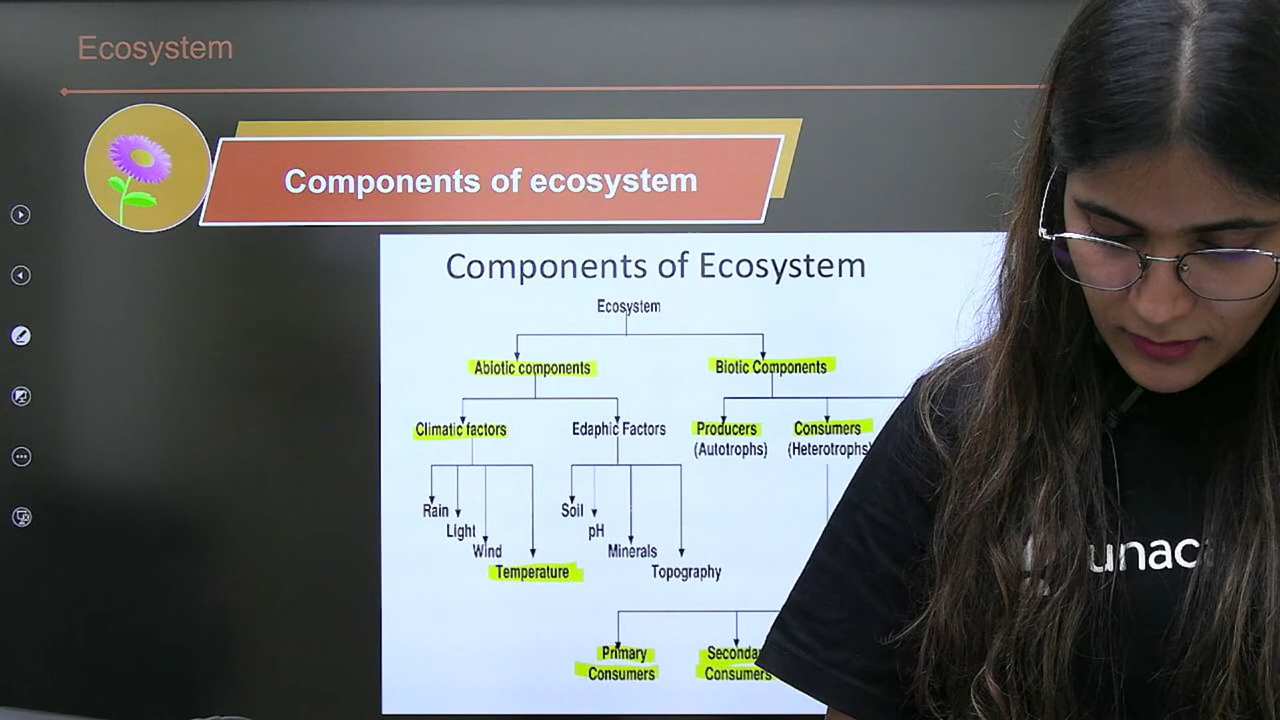 Ecosystem
Components of ecosystem
Components of Ecosystem
Ecosystem
Abiotic components
Biotic Components
Climatic factors
Edaphic Factors
Producers
(Autotrophs)
Consumers
(Heterotrophs)
Rain
Light
Wind
Temperature
Soil
pH
Minerals
Topography
Primary
Consumers
Consumers
unac